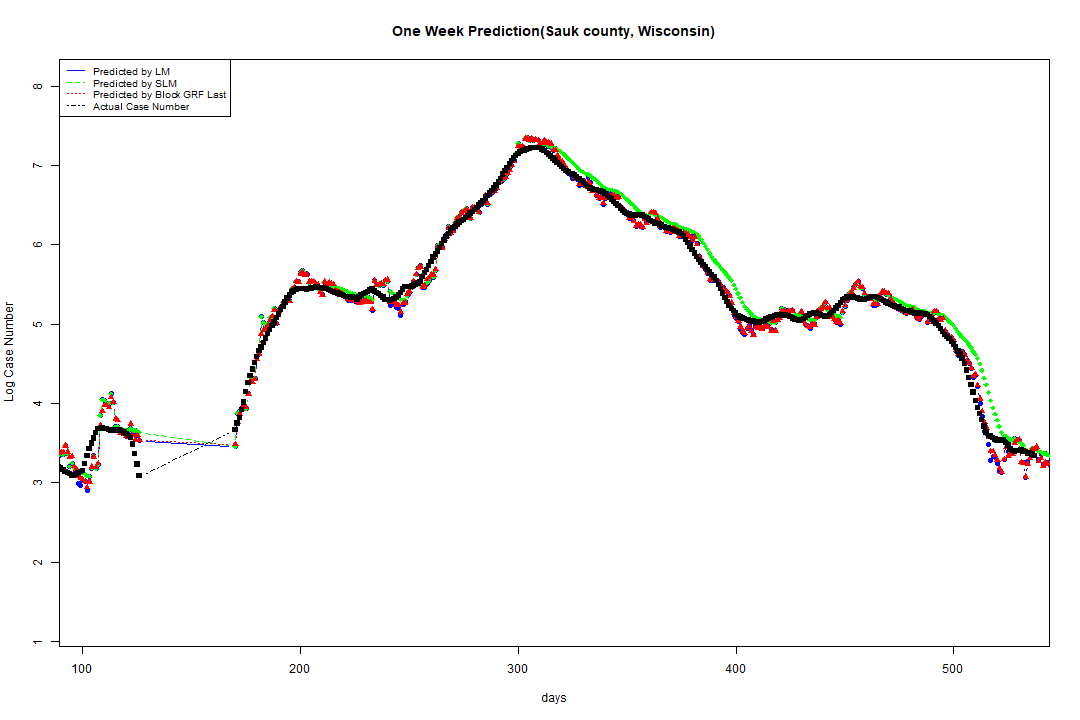 One Week Prediction(Sauk county, Wisconsin)
Predicted by LM
Predicted by SLM
Predicted by Block GRF Last
Actual Case Number
8
7
6
5
4
3
2
1
Log Case Number
100 200 300 400 500
days